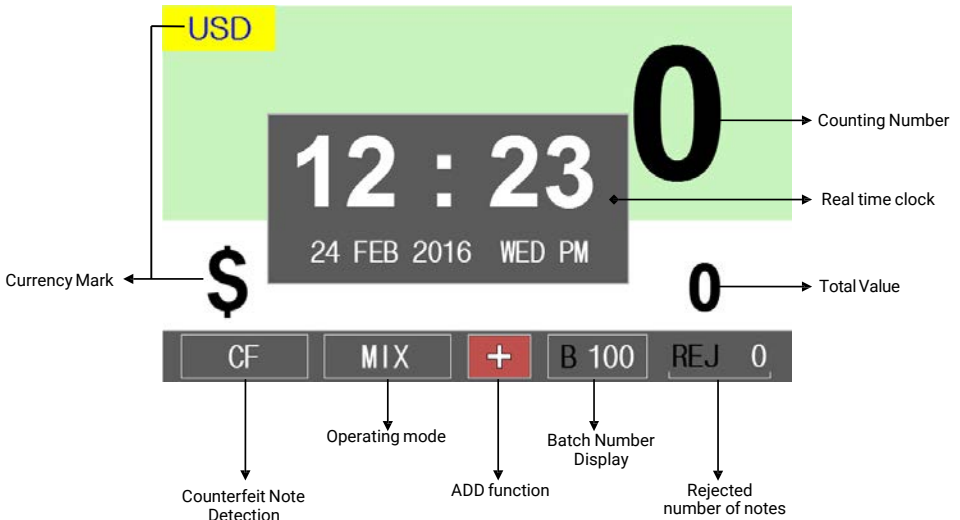 USD
0
Counting Number
12 : 23
Real time clock
24 FEB 2016 WED PM
Currency Mark
$
0
Total Value
CF
MIX
+
B 100
REJ 0
Operating mode
Batch Number
Display
Counterfeit Note
Detection
ADD function
Rejected
number of notes